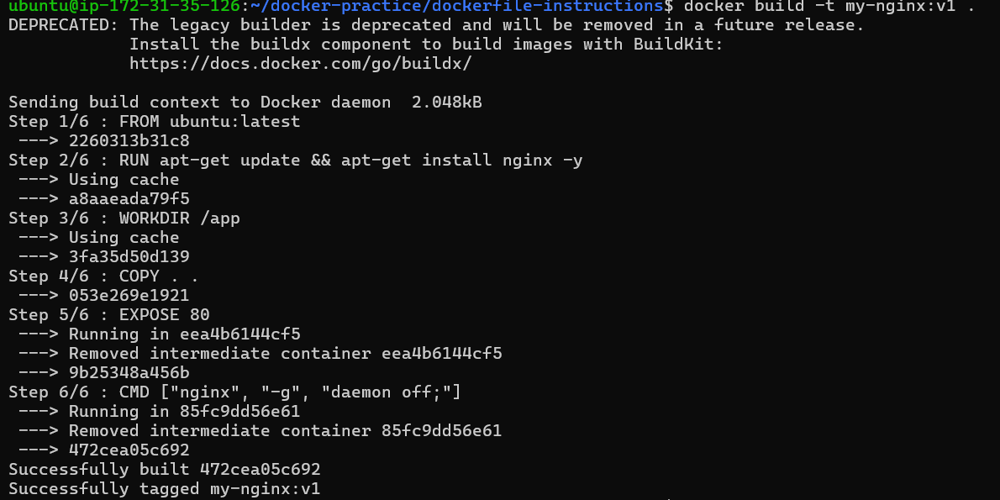 ubuntu@ip-172-31-35-126:~/docker-practice/dockerfile-instructions$ docker build -t my-nginx:v1 .
DEPRECATED: The legacy builder is deprecated and will be removed in a future release.
            Install the buildx component to build images with BuildKit:
            https://docs.docker.com/go/buildx/

Sending build context to Docker daemon  2.048kB
Step 1/6 : FROM ubuntu:latest
 ---> 2260313b31c8
Step 2/6 : RUN apt-get update && apt-get install nginx -y
 ---> Using cache
 ---> a8aaeada79f5
Step 3/6 : WORKDIR /app
 ---> Using cache
 ---> 3fa35d50d139
Step 4/6 : COPY . .
 ---> 053e269e1921
Step 5/6 : EXPOSE 80
 ---> Running in eea4b6144cf5
 ---> Removed intermediate container eea4b6144cf5
 ---> 9b25348a456b
Step 6/6 : CMD ["nginx", "-g", "daemon off;"]
 ---> Running in 85fc9dd56e61
 ---> Removed intermediate container 85fc9dd56e61
 ---> 472cea05c692
Successfully built 472cea05c692
Successfully tagged my-nginx:v1